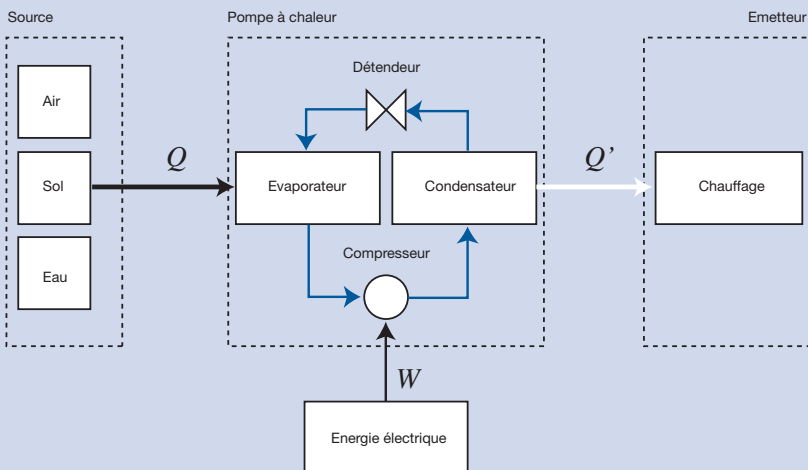 Source
Pompe à chaleur
Emetteur
Détendeur
Air
Q
Q’
Sol
Evaporateur
Condensateur
Chauffage
Compresseur
Eau
W
Energie électrique